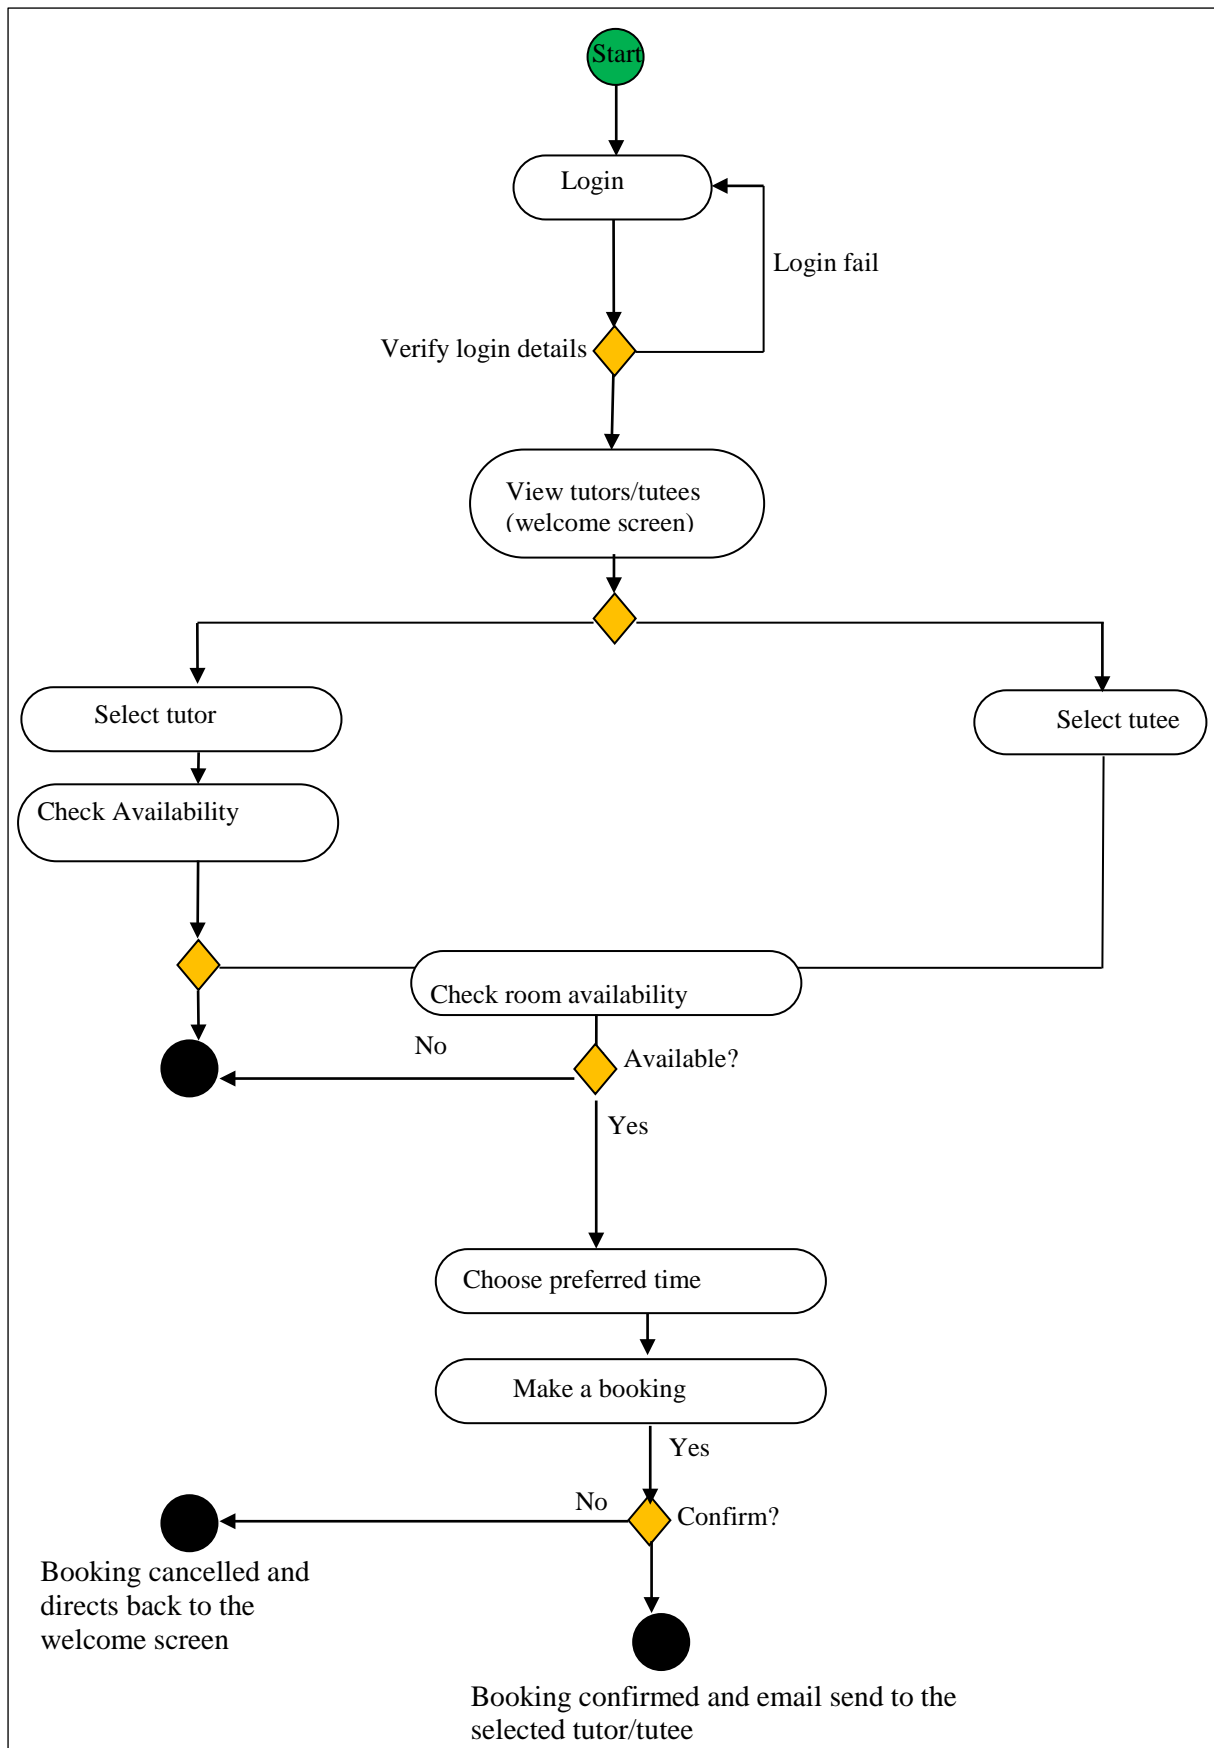 Start
Login
Login fail
Verify login details
View tutors/tutees
(welcome screen)
Select tutor
Select tutee
Check Availability
Check room availability
No
Available?
Yes
Choose preferred time
Make a booking
Yes
No
Confirm?
Booking cancelled and
directs back to the
welcome screen
Booking confirmed and email send to the
selected tutor/tutee